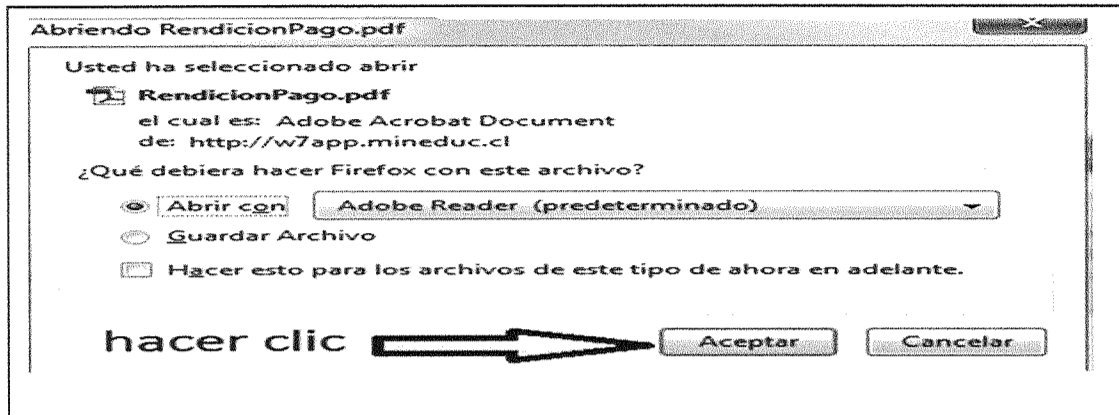 Abriendo RendicionPago.pdf
Usted ha seleccionado abrir
RendicionPago.pdf
el cual es: Adobe Acrobat Document
de: http://w7app.mineduc.cl
¿Qué debiera hacer Firefox con este archivo?
Abrir con Adobe Reader (predeterminado)
Guardar Archivo
Hacer esto para los archivos de este tipo de ahora en adelante.
hacer clic Aceptar Cancelar